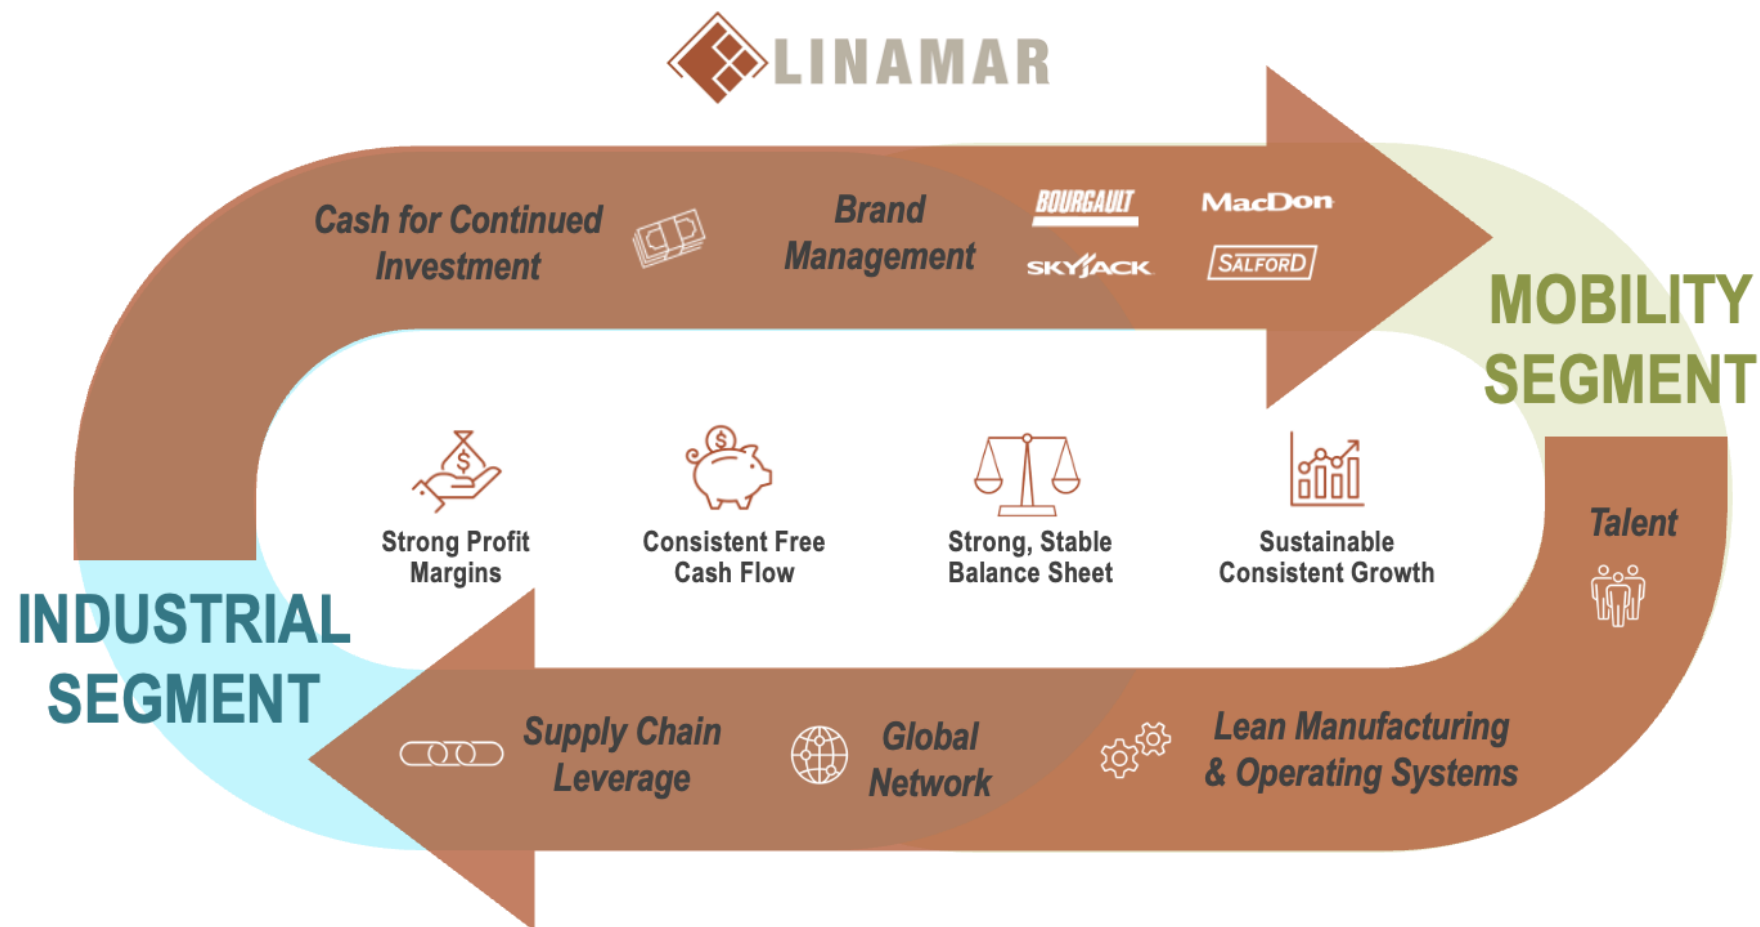 LINAMAR
Cash for Continued
Investment
Brand
Management
BOURGAULT
MacDon
SKYJACK
SALFORD
MOBILITY
SEGMENT
$
$
Strong Profit
Margins
Consistent Free
Cash Flow
Strong, Stable
Balance Sheet
Sustainable
Consistent Growth
Talent
INDUSTRIAL
SEGMENT
Supply Chain
Leverage
Global
Network
Lean Manufacturing
& Operating Systems